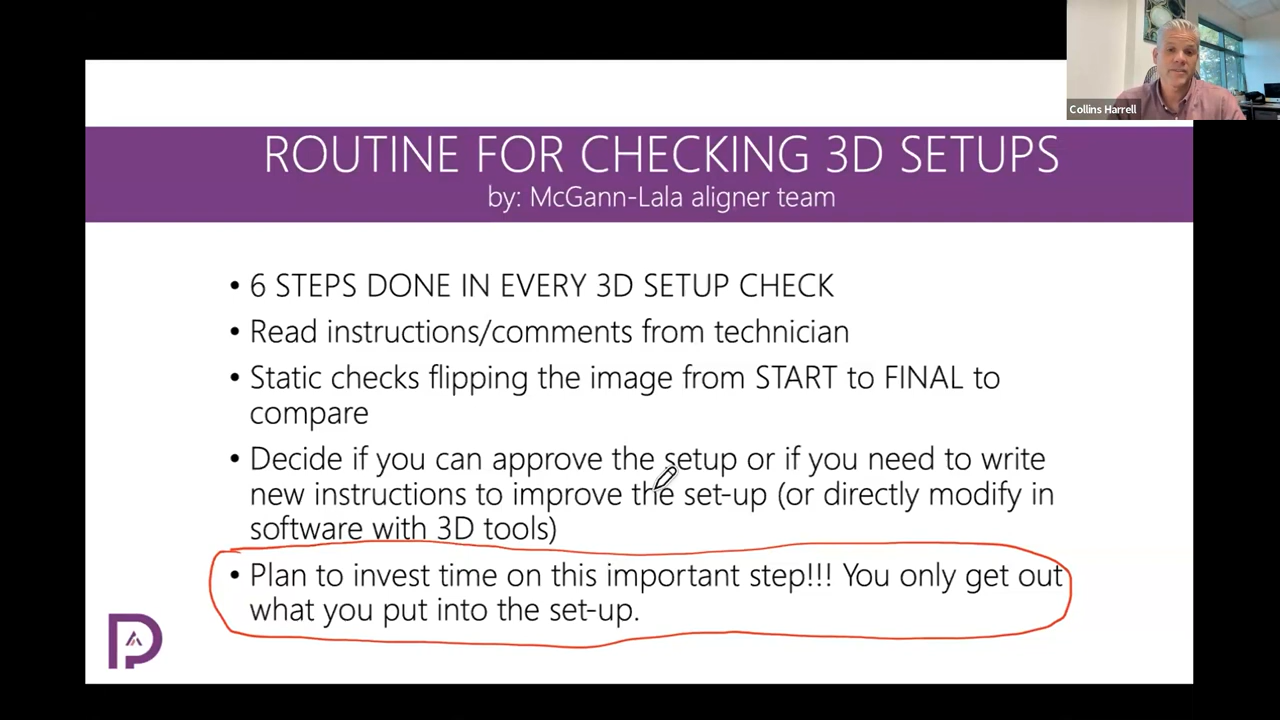 Collins Harrell
ROUTINE FOR CHECKING 3D SETUPS
by: McGann-Lala aligner team
• 6 STEPS DONE IN EVERY 3D SETUP CHECK
• Read instructions/comments from technician
• Static checks flipping the image from START to FINAL to
compare
• Decide if you can approve the setup or if you need to write
new instructions to improve the set-up (or directly modify in
software with 3D tools)
• Plan to invest time on this important step!!! You only get out
what you put into the set-up.